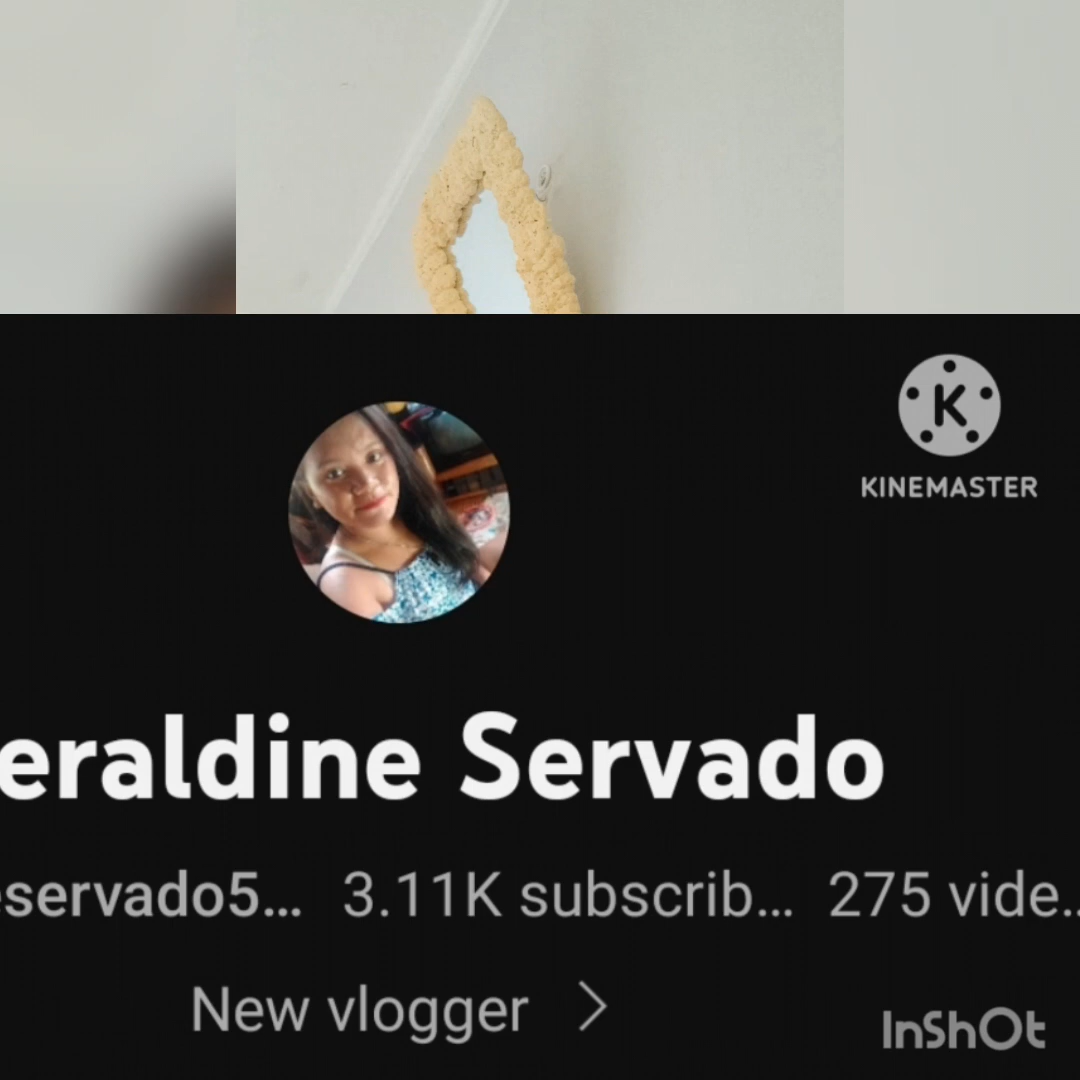 K
KINEMASTER
eraldine Servado
eservado5... 3.11K subscrib... 275 vide..
New vlogger >
InShOt